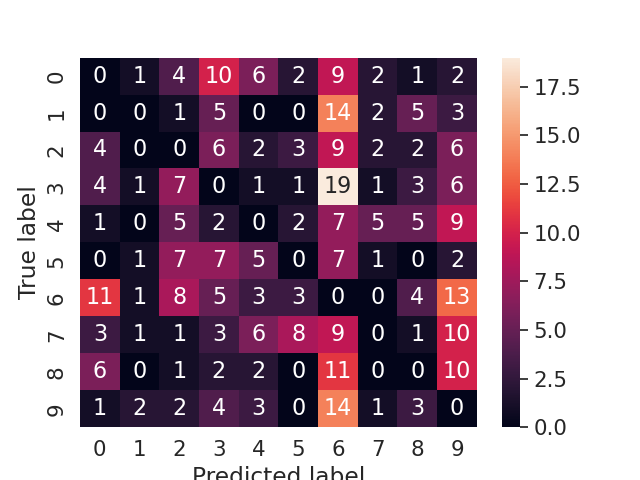 0 0 1 4 10 6 2 9 2 1 2
1 0 0 1 5 0 0 14 2 5 3
2 4 0 0 6 2 3 9 2 2 6
3 4 1 7 0 1 1 19 1 3 6
4 1 0 5 2 0 2 7 5 5 9
5 0 1 7 7 5 0 7 1 0 2
6 11 1 8 5 3 3 0 0 4 13
7 3 1 1 3 6 8 9 0 1 10
8 6 0 1 2 2 0 11 0 0 10
9 1 2 2 4 3 0 14 1 3 0
0 1 2 3 4 5 6 7 8 9
True label
Predicted label
17.5
15.0
12.5
10.0
7.5
5.0
2.5
0.0